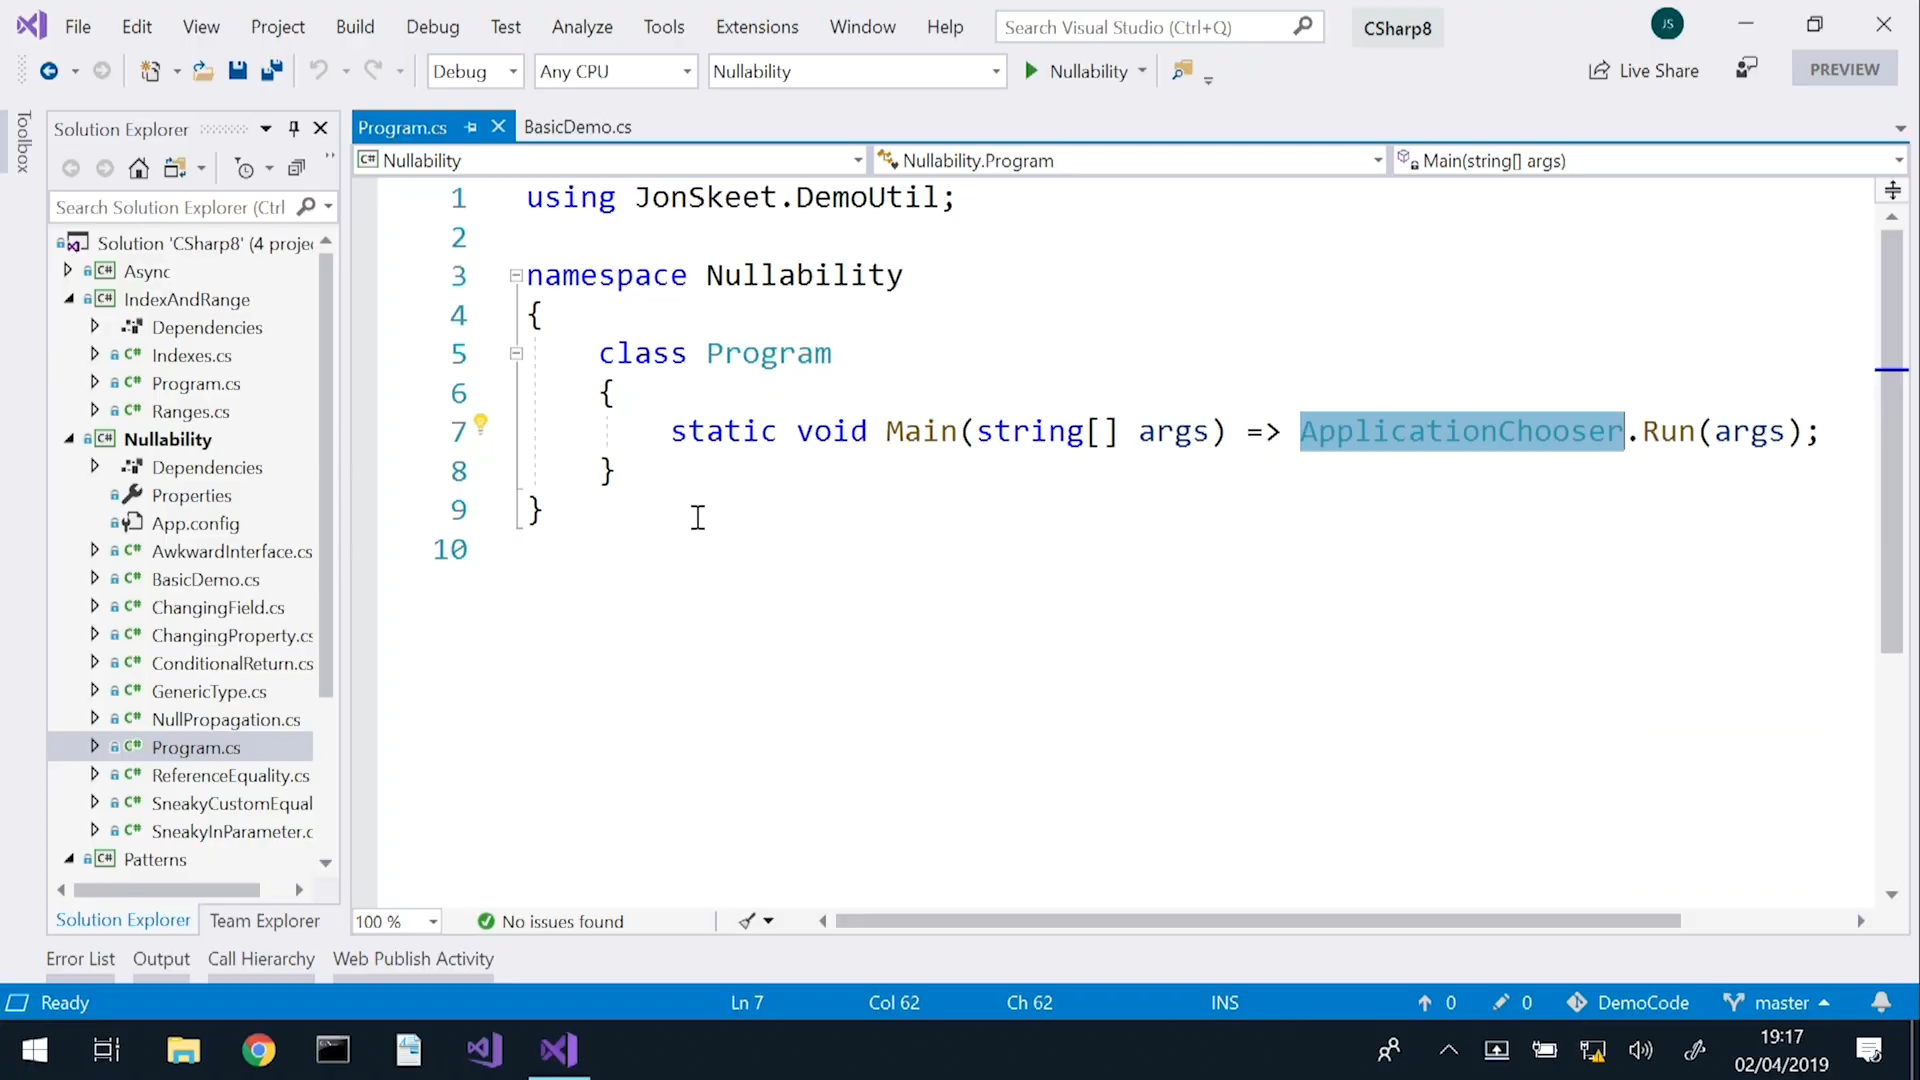 File Edit View Project Build Debug Test Analyze Tools Extensions Window Help Search Visual Studio (Ctrl+Q) CSharp8 JS
Debug Any CPU Nullability Nullability Live Share PREVIEW
Toolbox
Solution Explorer
Search Solution Explorer (Ctrl
Solution 'CSharp8' (4 proje
C# Async
C# IndexAndRange
Dependencies
C# Indexes.cs
C# Program.cs
C# Ranges.cs
C# Nullability
Dependencies
Properties
App.config
C# AwkwardInterface.cs
C# BasicDemo.cs
C# ChangingField.cs
C# ChangingProperty.cs
C# ConditionalReturn.cs
C# GenericType.cs
C# NullPropagation.cs
C# Program.cs
C# ReferenceEquality.cs
C# SneakyCustomEqual
C# SneakyInParameter.c
C# Patterns
Solution Explorer Team Explorer
Program.cs BasicDemo.cs
C# Nullability Nullability.Program Main(string[] args)
1 using JonSkeet.DemoUtil;
2
3 namespace Nullability
4 {
5 class Program
6 {
7 static void Main(string[] args) => ApplicationChooser.Run(args);
8 }
9 }
10
100 % No issues found
Error List Output Call Hierarchy Web Publish Activity
Ready Ln 7 Col 62 Ch 62 INS 0 0 DemoCode master
19:17
02/04/2019